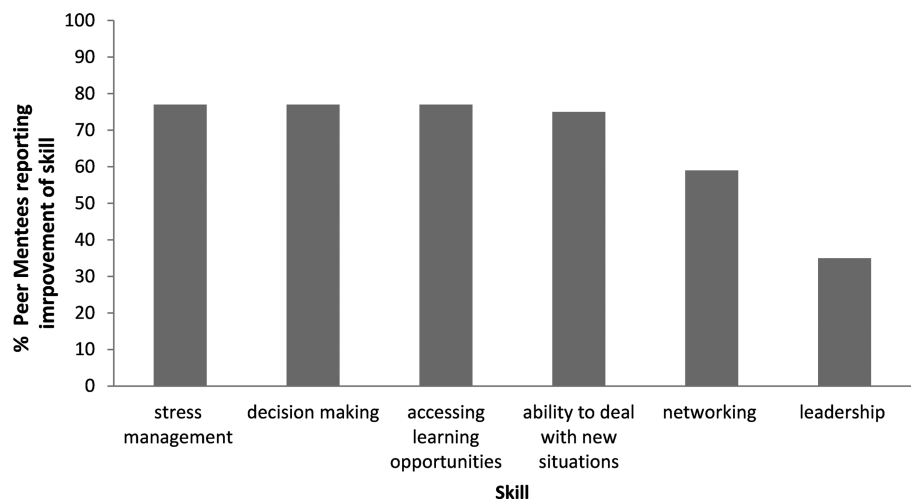 % Peer Mentees reporting
imrpovement of skill
100
90
80
70
60
50
40
30
20
10
0
stress
management
decision making
accessing
learning
opportunities
ability to deal
with new
situations
networking
leadership
Skill